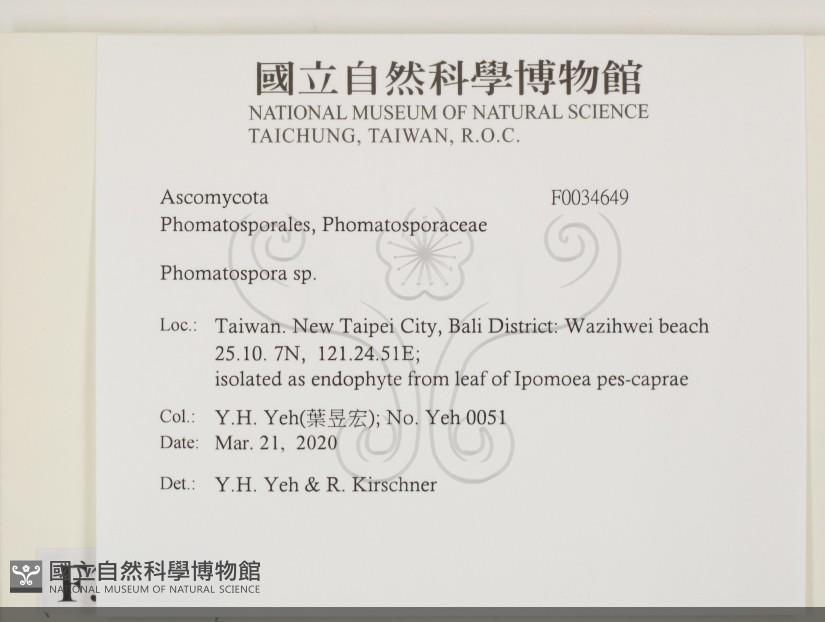 國立自然科學博物館
NATIONAL MUSEUM OF NATURAL SCIENCE
TAICHUNG, TAIWAN, R.O.C.
Ascomycota F0034649
Phomatosporales, Phomatosporaceae
Phomatospora sp.
Loc.: Taiwan. New Taipei City, Bali District: Wazihwei beach
25.10. 7N, 121.24.51E;
isolated as endophyte from leaf of Ipomoea pes-caprae
Col.: Y.H. Yeh(葉昱宏); No. Yeh 0051
Date: Mar. 21, 2020
Det.: Y.H. Yeh & R. Kirschner
國立自然科學博物館
NATIONAL MUSEUM OF NATURAL SCIENCE